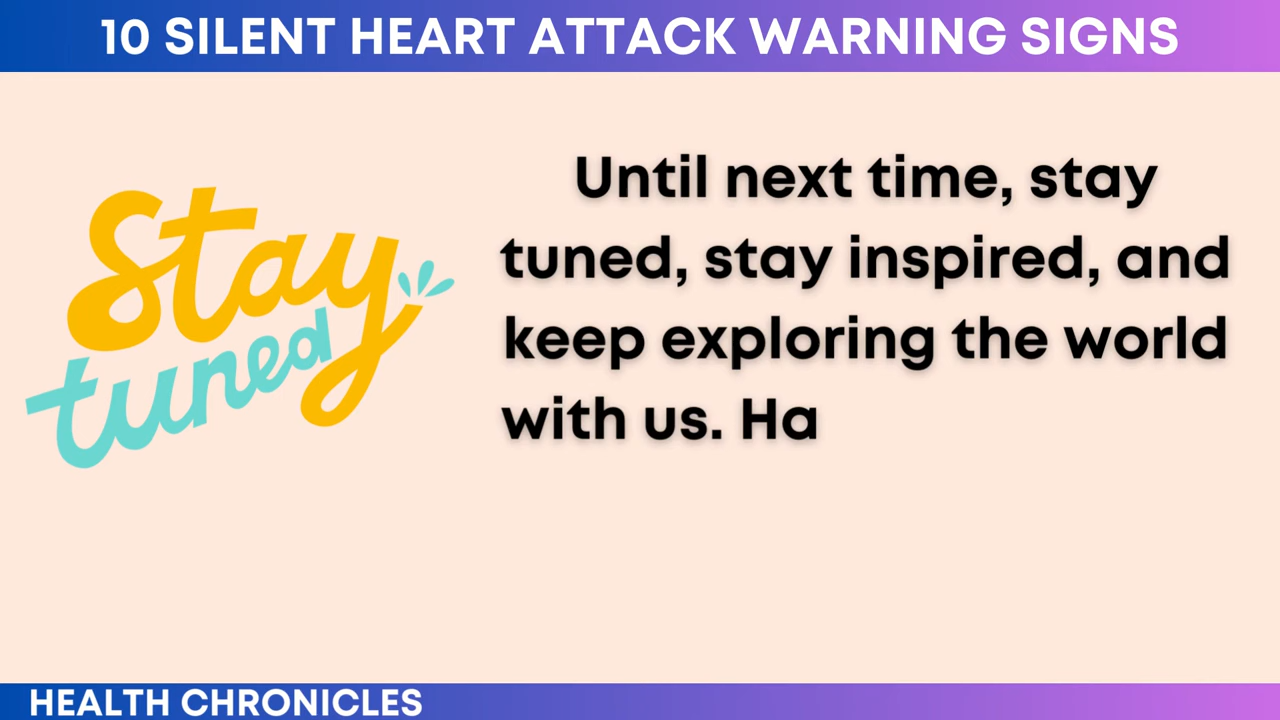 10 SILENT HEART ATTACK WARNING SIGNS
Stay
tuned
Until next time, stay
tuned, stay inspired, and
keep exploring the world
with us. Ha
HEALTH CHRONICLES